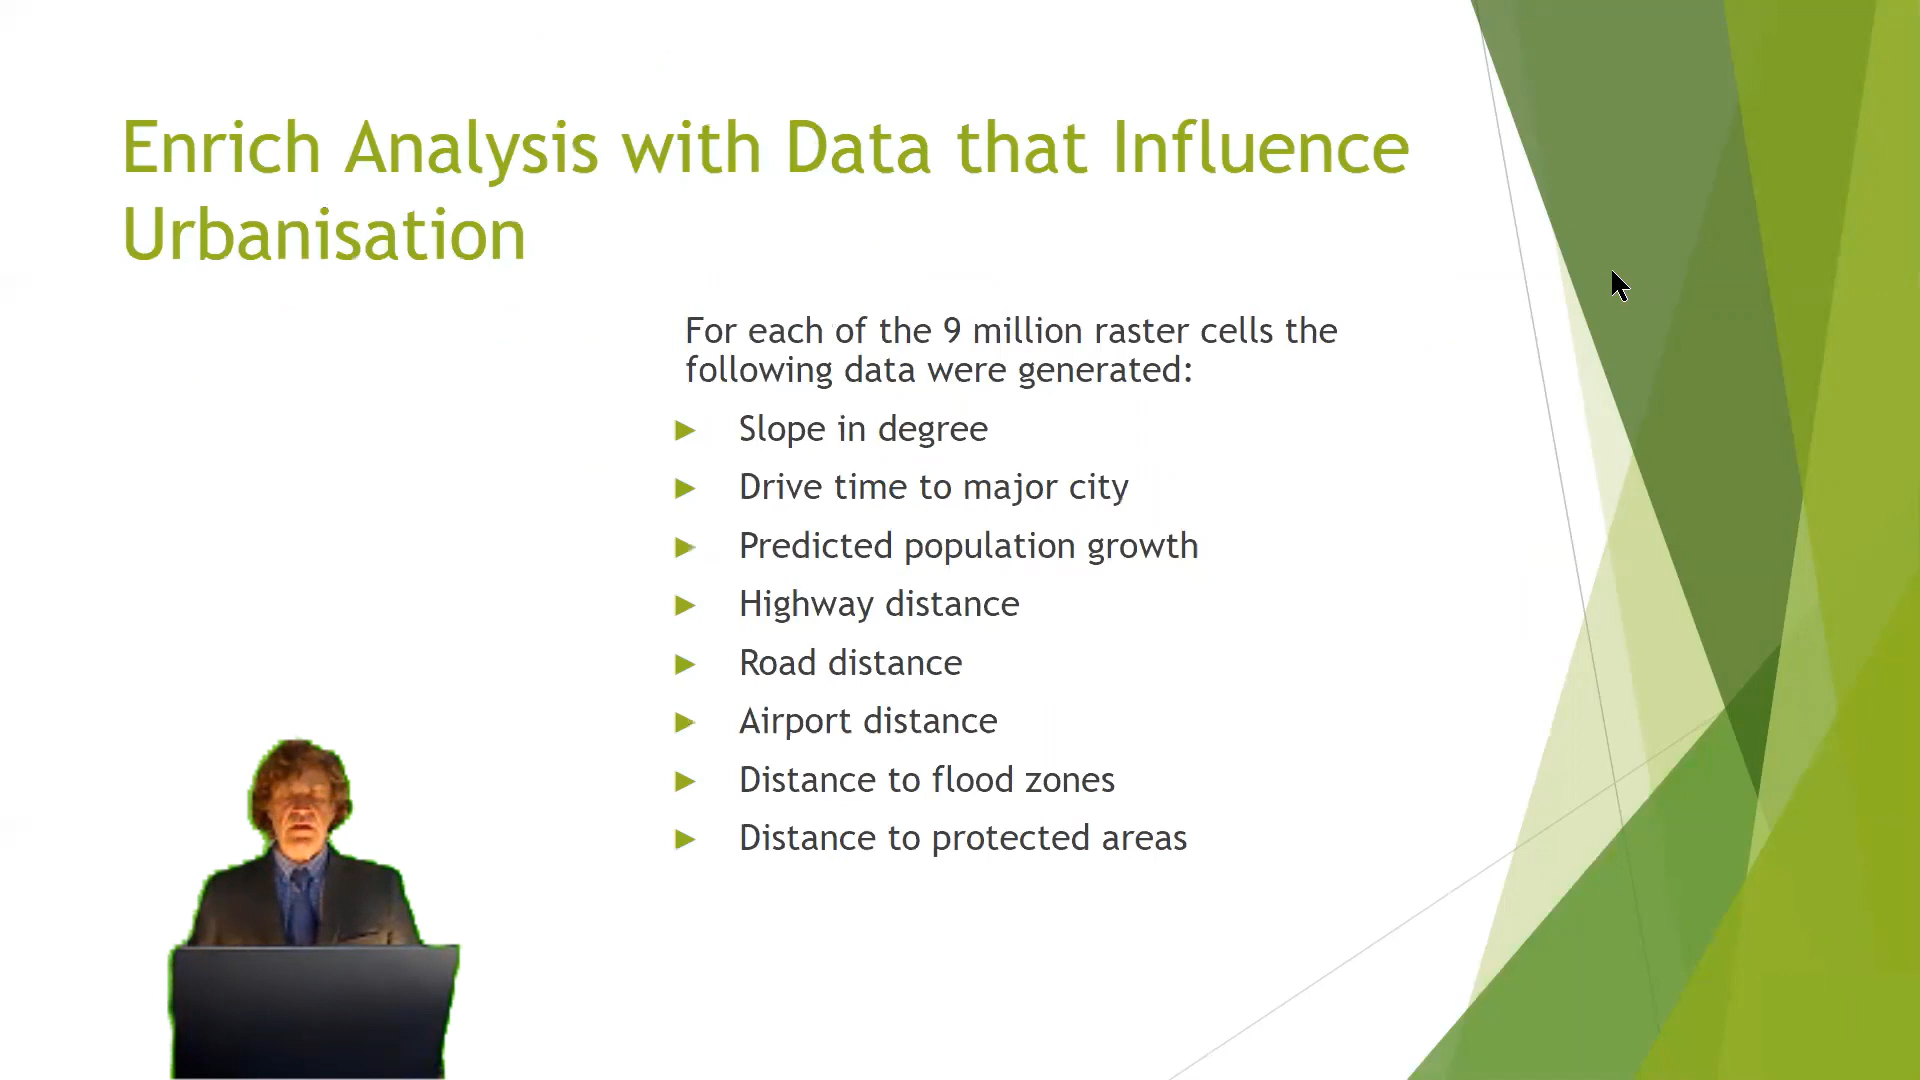 Enrich Analysis with Data that Influence
Urbanisation
For each of the 9 million raster cells the
following data were generated:
Slope in degree
Drive time to major city
Predicted population growth
Highway distance
Road distance
Airport distance
Distance to flood zones
Distance to protected areas